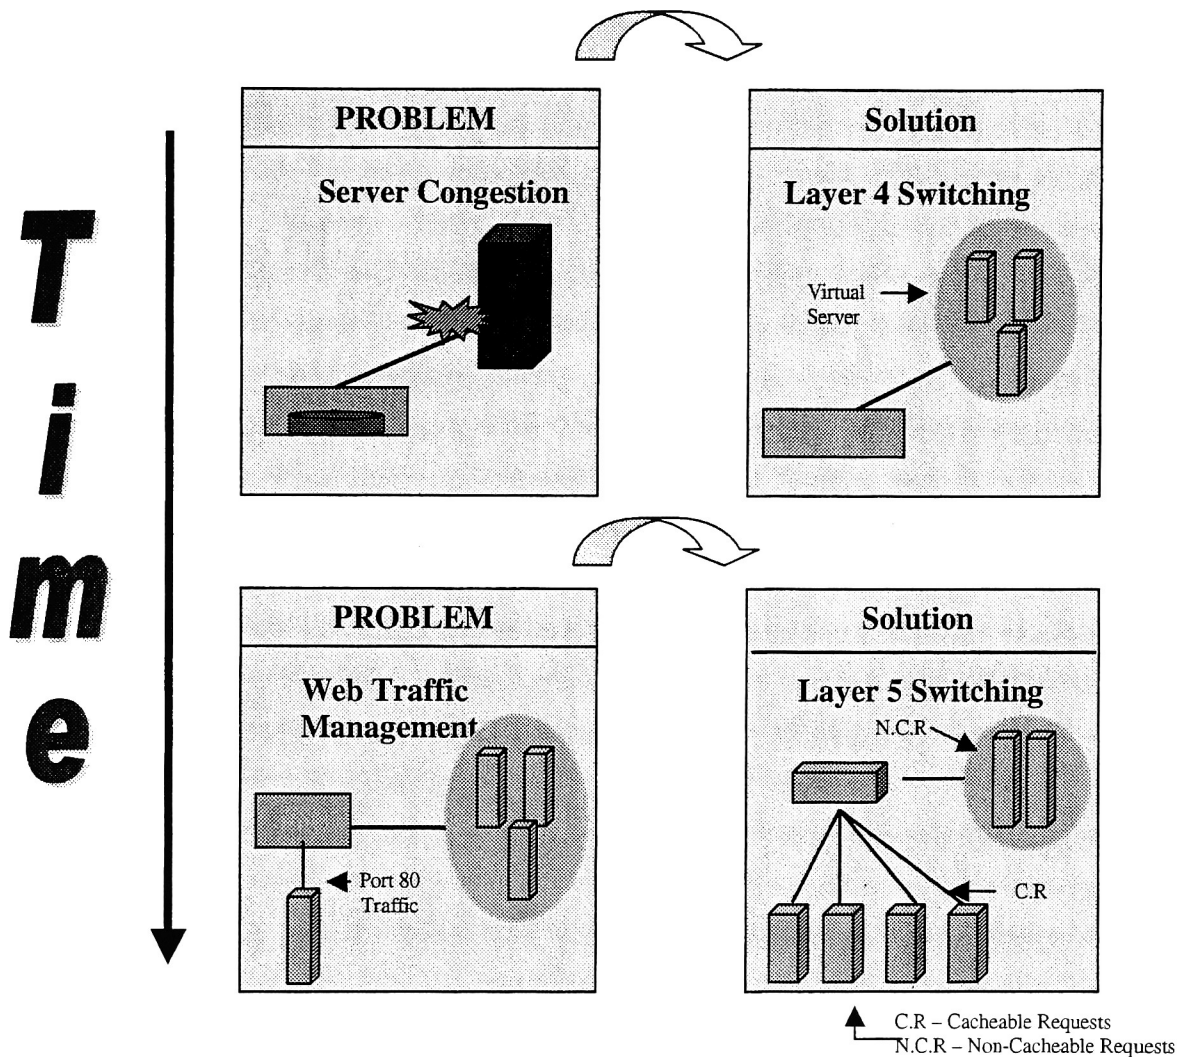 Time
PROBLEM
Server Congestion
Solution
Layer 4 Switching
Virtual
Server
PROBLEM
Web Traffic
Management
Port 80
Traffic
Solution
Layer 5 Switching
N.C.R
C.R
C.R – Cacheable Requests
N.C.R – Non-Cacheable Requests